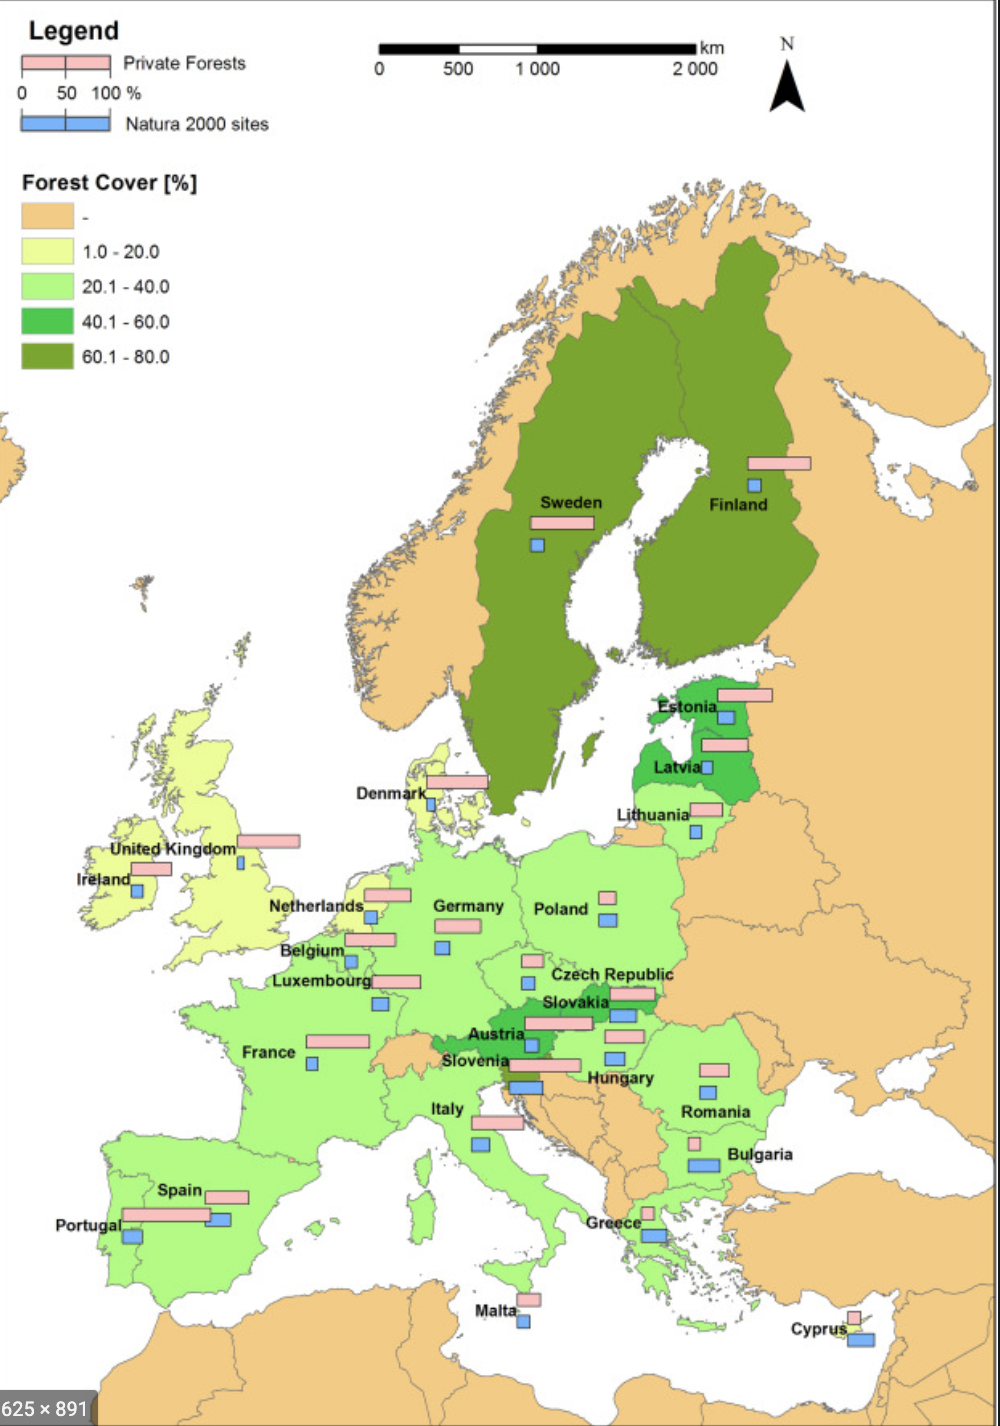 Legend
Private Forests
0 50 100 %
Natura 2000 sites
km
0 500 1 000 2 000
N
Forest Cover [%]
-
1.0 - 20.0
20.1 - 40.0
40.1 - 60.0
60.1 - 80.0
Sweden
Finland
Estonia
Latvia
Denmark
Lithuania
United Kingdom
Ireland
Netherlands
Germany
Poland
Belgium
Czech Republic
Luxembourg
Slovakia
Austria
France
Slovenia
Hungary
Italy
Romania
Bulgaria
Spain
Portugal
Greece
Malta
Cyprus
625 × 891